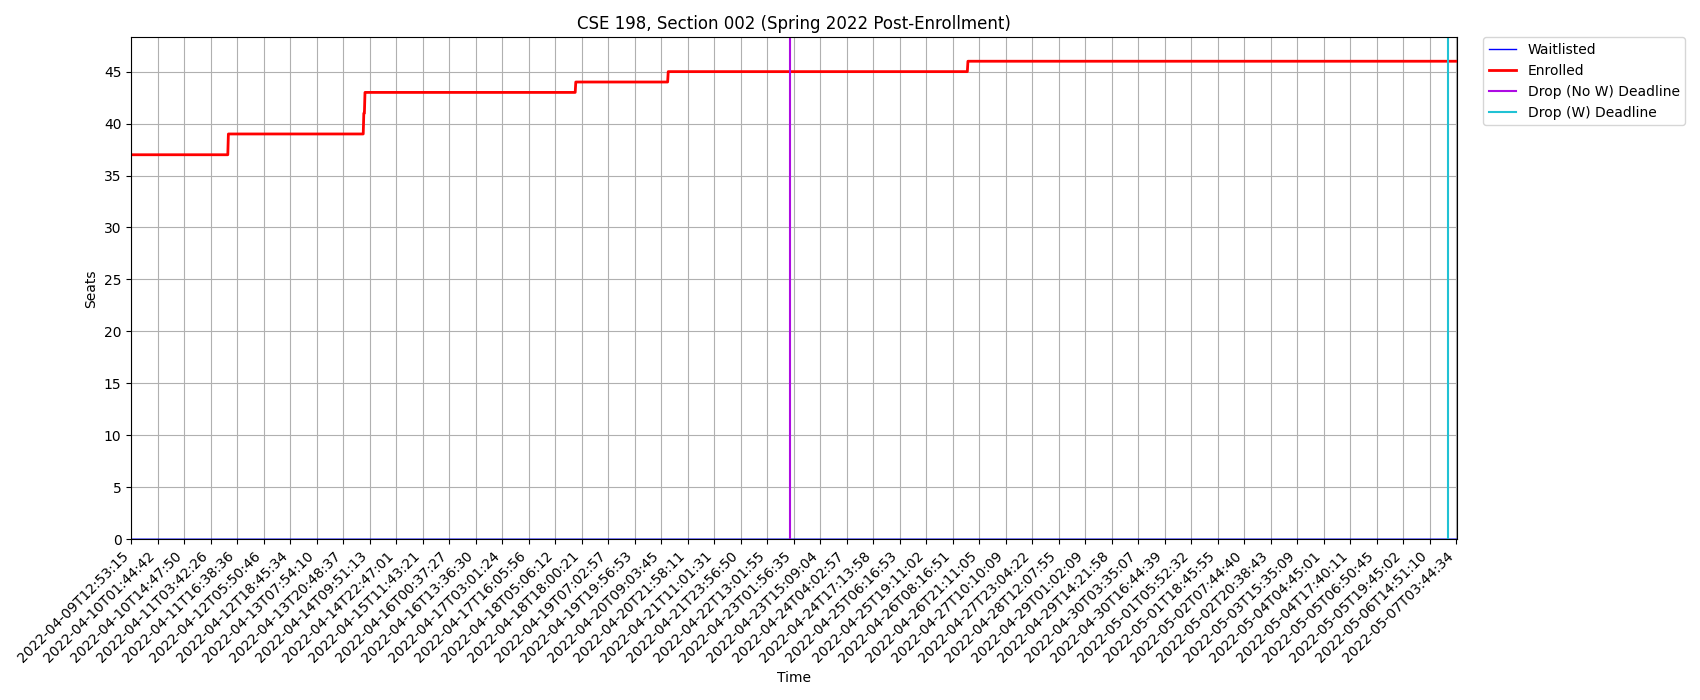 CSE 198, Section 002 (Spring 2022 Post-Enrollment)
Waitlisted
Enrolled
Drop (No W) Deadline
Drop (W) Deadline
Seats
45
40
35
30
25
20
15
10
5
0
2022-04-09T12:53:15
2022-04-10T01:44:42
2022-04-10T14:47:50
2022-04-11T03:42:26
2022-04-11T16:38:36
2022-04-12T05:50:46
2022-04-12T18:45:34
2022-04-13T07:54:10
2022-04-13T20:48:37
2022-04-14T09:51:13
2022-04-14T22:47:01
2022-04-15T11:43:21
2022-04-16T00:37:27
2022-04-16T13:36:30
2022-04-17T03:01:24
2022-04-17T16:05:56
2022-04-18T05:06:12
2022-04-18T18:00:21
2022-04-19T07:02:57
2022-04-19T19:56:53
2022-04-20T09:03:45
2022-04-20T21:58:11
2022-04-21T11:01:31
2022-04-21T23:56:50
2022-04-22T13:01:55
2022-04-23T01:56:35
2022-04-23T15:09:04
2022-04-24T04:02:57
2022-04-24T17:13:58
2022-04-25T06:16:53
2022-04-25T19:11:02
2022-04-26T08:16:51
2022-04-26T21:11:05
2022-04-27T10:10:09
2022-04-27T23:04:22
2022-04-28T12:07:55
2022-04-29T01:02:09
2022-04-29T14:21:58
2022-04-30T03:35:07
2022-04-30T16:44:39
2022-05-01T05:52:32
2022-05-01T18:45:55
2022-05-02T07:44:40
2022-05-02T20:38:43
2022-05-03T15:35:09
2022-05-04T04:45:01
2022-05-04T17:40:11
2022-05-05T06:50:45
2022-05-05T19:45:02
2022-05-06T14:51:10
2022-05-07T03:44:34
Time